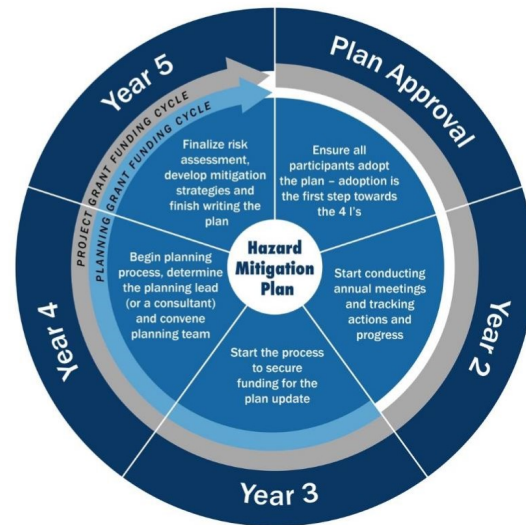 Plan Approval
Ensure all
participants adopt
the plan – adoption is
the first step towards
the 4 I's
Year 2
Start conducting
annual meetings
and tracking
actions and
progress
Year 3
Start the process
to secure
funding for the
plan update
Year 4
Begin planning
process, determine
the planning lead
(or a consultant)
and convene
planning team
Year 5
Finalize risk
assessment,
develop mitigation
strategies and
finish writing the
plan
PROJECT GRANT FUNDING CYCLE
PLANNING GRANT FUNDING CYCLE
Hazard
Mitigation
Plan